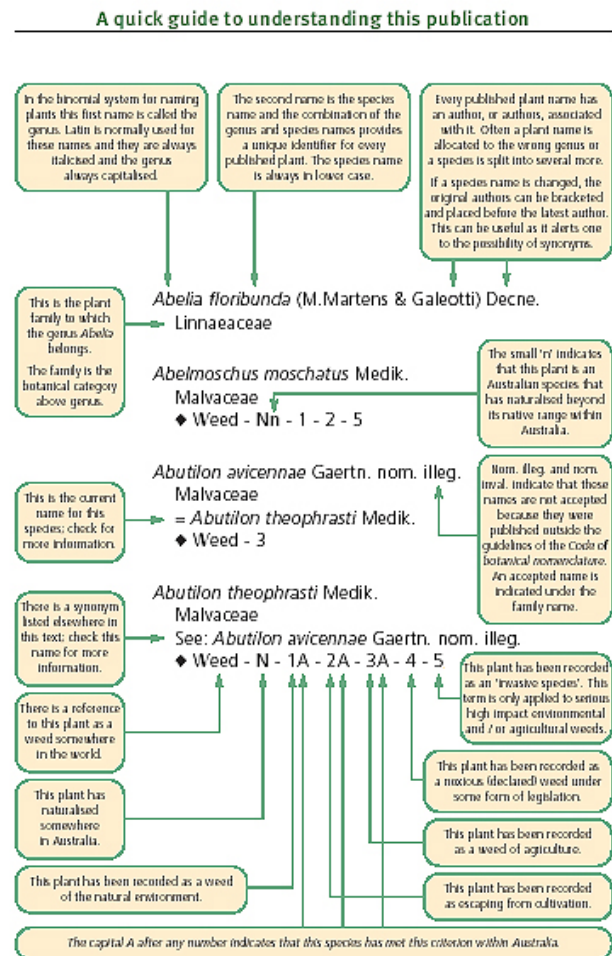 A quick guide to understanding this publication
In the binomial system for naming
plants this first name is called the
genus. Latin is normally used for
these names and they are always
italicised and the genus
always capitalised.
The second name is the species
name and the combination of the
genus and species names provides
a unique identifier for every
published plant. The species name
is always in lower case.
Every published plant name has
an author, or authors, associated
with it. Often a plant name is
allocated to the wrong genus or
a species is split into several more.
If a species name is changed, the
original authors can be bracketed
and placed before the latest author.
This can be useful as it alerts one
to the possibility of synonyms.
Abelia floribunda (M.Martens & Galeotti) Decne.
Linnaeaceae
This is the plant
family to which
the genus Abelia
belongs.
The family is the
botanical category
above genus.
Abelmoschus moschatus Medik.
Malvaceae
◆ Weed - Nn - 1 - 2 - 5
The small 'n' indicates
that this plant is an
Australian species that
has naturalised beyond
its native range within
Australia.
Abutilon avicennae Gaertn. nom. illeg.
Malvaceae
= Abutilon theophrasti Medik.
◆ Weed - 3
This is the current
name for this
species; check for
more information.
Nom. illeg. and nom.
inval. indicate that these
names are not accepted
because they were
published outside the
guidelines of the Code of
botanical nomenclature.
An accepted name is
indicated under the
family name.
Abutilon theophrasti Medik.
Malvaceae
See: Abutilon avicennae Gaertn. nom. illeg.
◆ Weed - N - 1A - 2A - 3A - 4 - 5
There is a synonym
listed elsewhere in
this text; check this
name for more
information.
There is a reference
to this plant as a
weed somewhere
in the world.
This plant has been recorded
as an 'invasive species'. This
term is only applied to serious
high impact environmental
and / or agricultural weeds.
This plant has been recorded
as a noxious (declared) weed under
some form of legislation.
This plant has
naturalised
somewhere
in Australia.
This plant has been recorded
as a weed of agriculture.
This plant has been recorded as a weed
of the natural environment.
This plant has been recorded
as escaping from cultivation.
The capital A after any number indicates that this species has met this criterion within Australia.